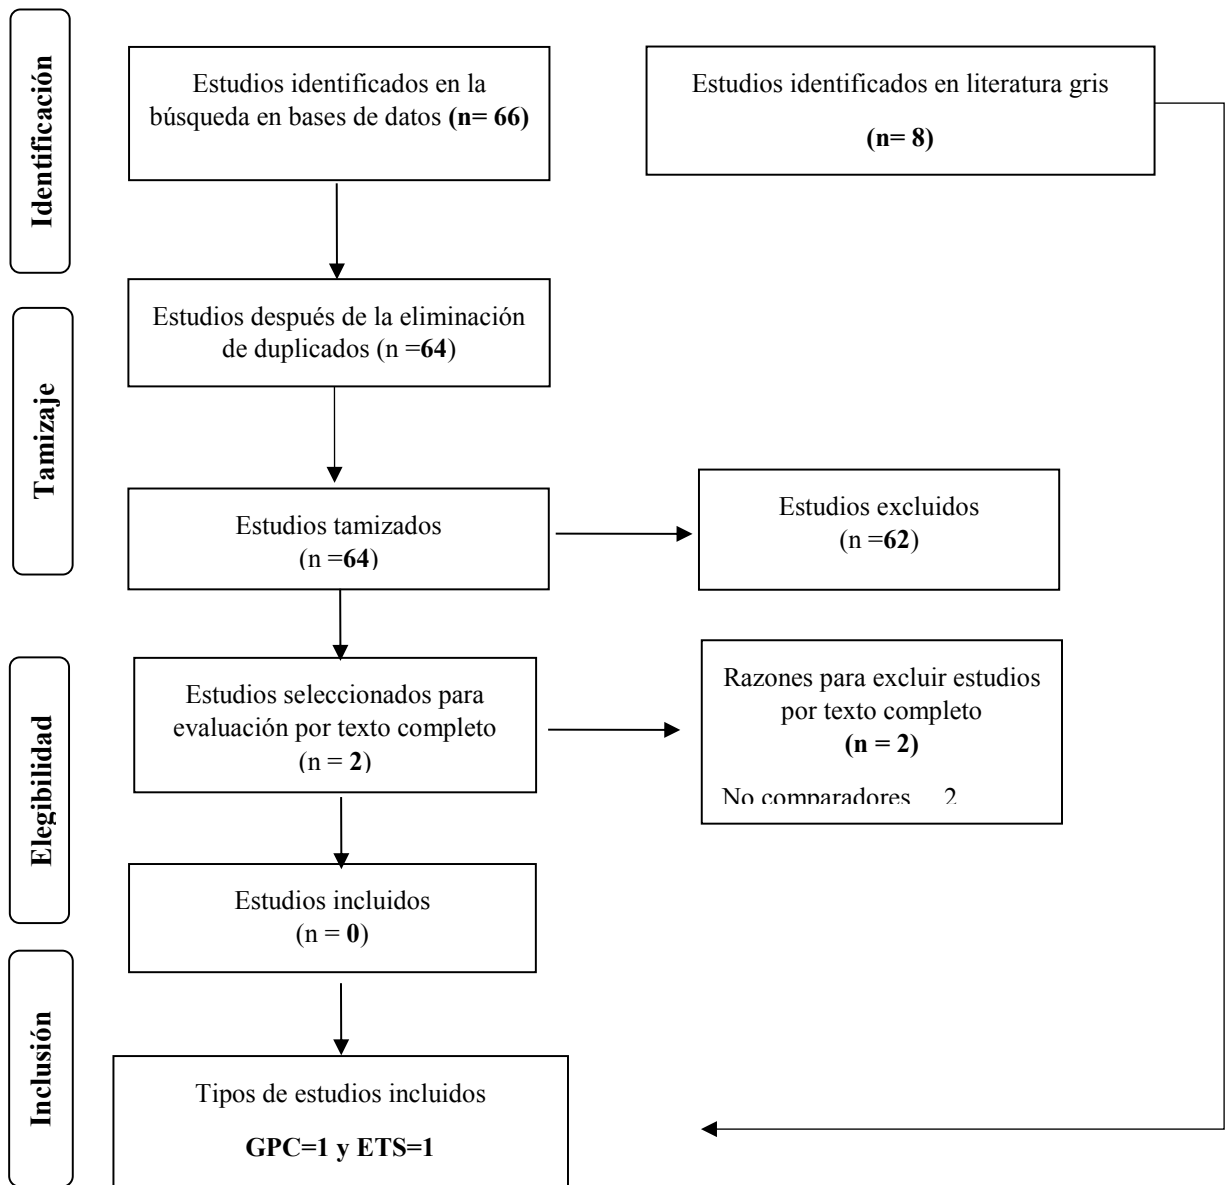 Identificación
Estudios identificados en la
búsqueda en bases de datos (n= 66)
Estudios identificados en literatura gris
(n= 8)
Tamizaje
Estudios después de la eliminación
de duplicados (n =64)
Estudios tamizados
(n =64)
Estudios excluidos
(n =62)
Elegibilidad
Estudios seleccionados para
evaluación por texto completo
(n = 2)
Razones para excluir estudios
por texto completo
(n = 2)
No comparadores 2
Estudios incluidos
(n = 0)
Inclusión
Tipos de estudios incluidos
GPC=1 y ETS=1